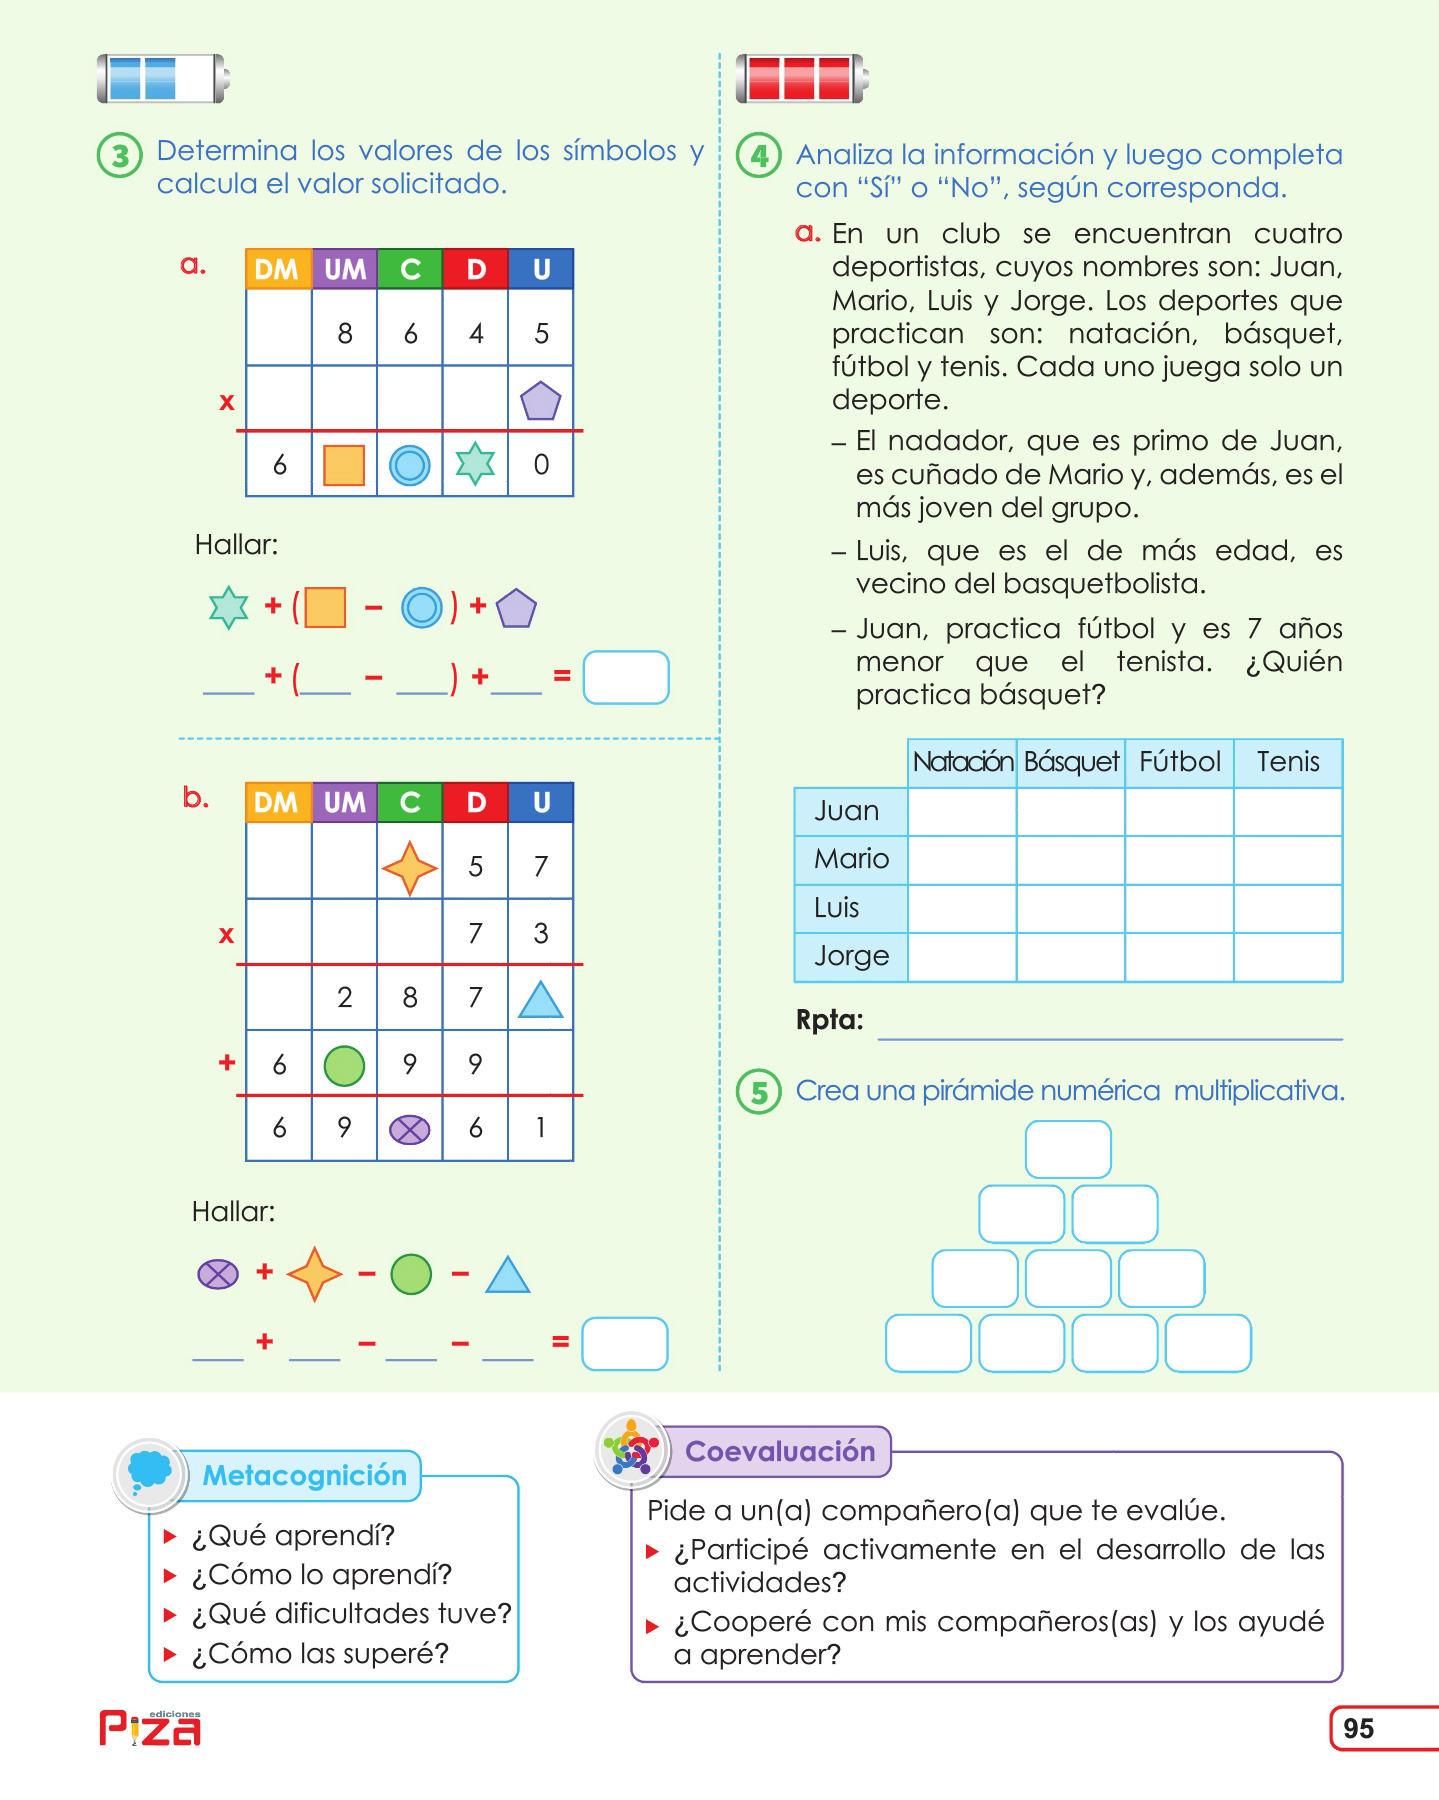 3 Determina los valores de los símbolos y
calcula el valor solicitado.
a.
DM UM C D U
8 6 4 5
x
6 0
Hallar:
+ ( − ) +
___ + (___ − ___) + ___ =
b.
DM UM C D U
5 7
x 7 3
2 8 7
+ 6 9 9
6 9 6 1
Hallar:
+ − −
___ + ___ − ___ − ___ =
4 Analiza la información y luego completa
con “Sí” o “No”, según corresponda.
a. En un club se encuentran cuatro
deportistas, cuyos nombres son: Juan,
Mario, Luis y Jorge. Los deportes que
practican son: natación, básquet,
fútbol y tenis. Cada uno juega solo un
deporte.
– El nadador, que es primo de Juan,
es cuñado de Mario y, además, es el
más joven del grupo.
– Luis, que es el de más edad, es
vecino del basquetbolista.
– Juan, practica fútbol y es 7 años
menor que el tenista. ¿Quién
practica básquet?
Natación Básquet Fútbol Tenis
Juan
Mario
Luis
Jorge
Rpta:
5 Crea una pirámide numérica multiplicativa.
Metacognición
¿Qué aprendí?
¿Cómo lo aprendí?
¿Qué dificultades tuve?
¿Cómo las superé?
Coevaluación
Pide a un(a) compañero(a) que te evalúe.
¿Participé activamente en el desarrollo de las
actividades?
¿Cooperé con mis compañeros(as) y los ayudé
a aprender?
ediciones
Piza
95